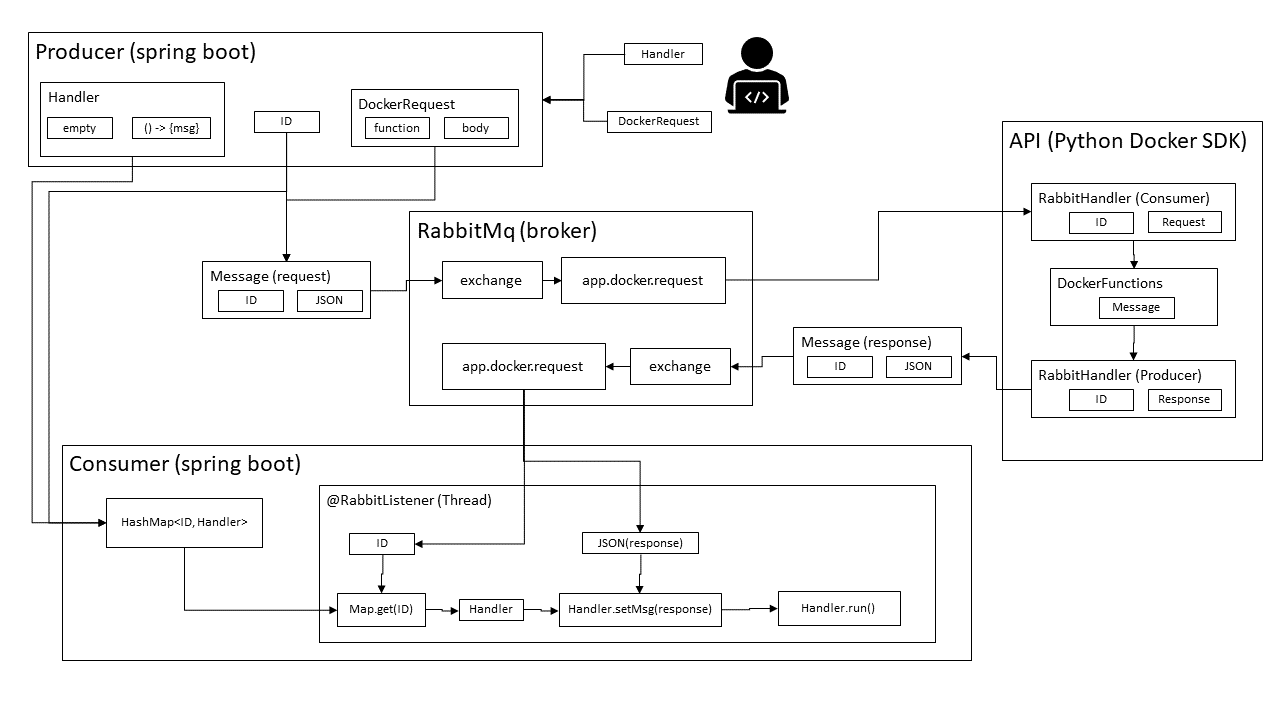 Producer (spring boot)
Handler
empty
() -> {msg}
ID
DockerRequest
function
body
Handler
DockerRequest
</>
API (Python Docker SDK)
RabbitHandler (Consumer)
ID
Request
DockerFunctions
Message
RabbitHandler (Producer)
ID
Response
RabbitMq (broker)
exchange
app.docker.request
app.docker.request
exchange
Message (request)
ID
JSON
Message (response)
ID
JSON
Consumer (spring boot)
HashMap<ID, Handler>
@RabbitListener (Thread)
ID
JSON(response)
Map.get(ID)
Handler
Handler.setMsg(response)
Handler.run()